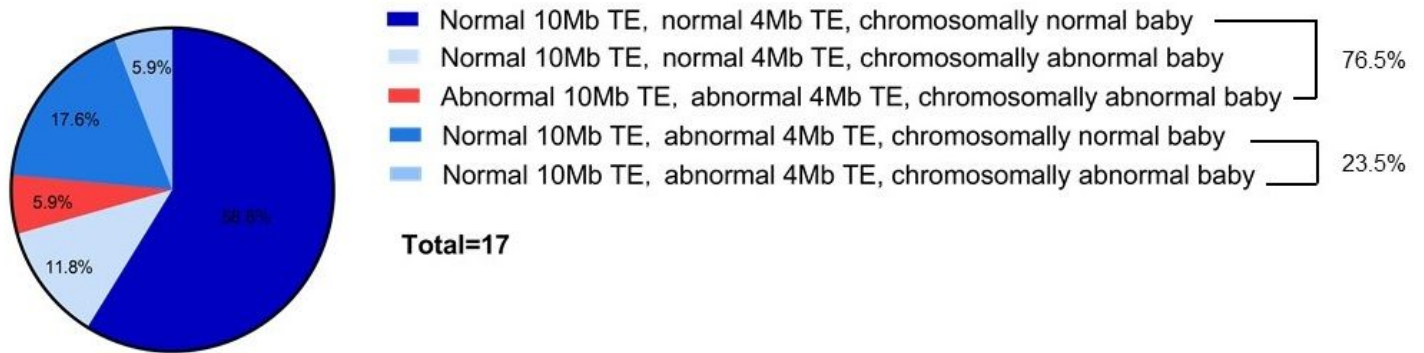 Normal 10Mb TE, normal 4Mb TE, chromosomally normal baby
Normal 10Mb TE, normal 4Mb TE, chromosomally abnormal baby
Abnormal 10Mb TE, abnormal 4Mb TE, chromosomally abnormal baby
Normal 10Mb TE, abnormal 4Mb TE, chromosomally normal baby
Normal 10Mb TE, abnormal 4Mb TE, chromosomally abnormal baby
76.5%
23.5%
Total=17
5.9%
17.6%
5.9%
11.8%
58.8%